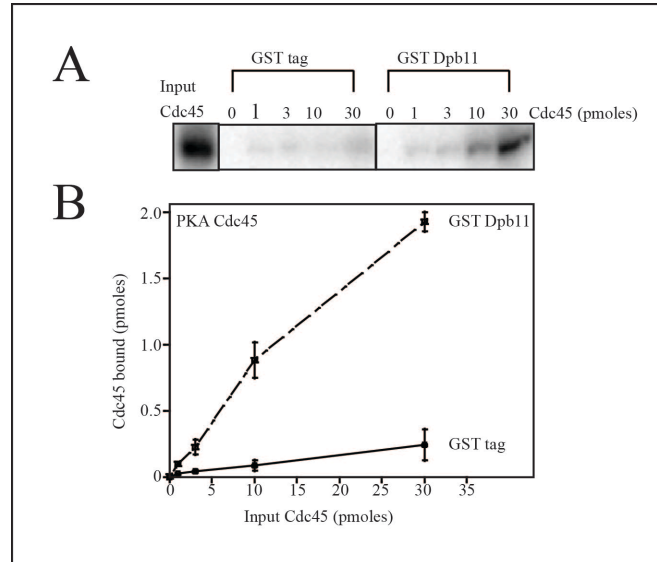 A
GST tag GST Dpb11
Input
Cdc45 0 1 3 10 30 0 1 3 10 30 Cdc45 (pmoles)
B
PKA Cdc45 GST Dpb11
2.0
1.5
1.0
0.5
0
Cdc45 bound (pmoles)
GST tag
0 5 10 15 20 25 30 35
Input Cdc45 (pmoles)